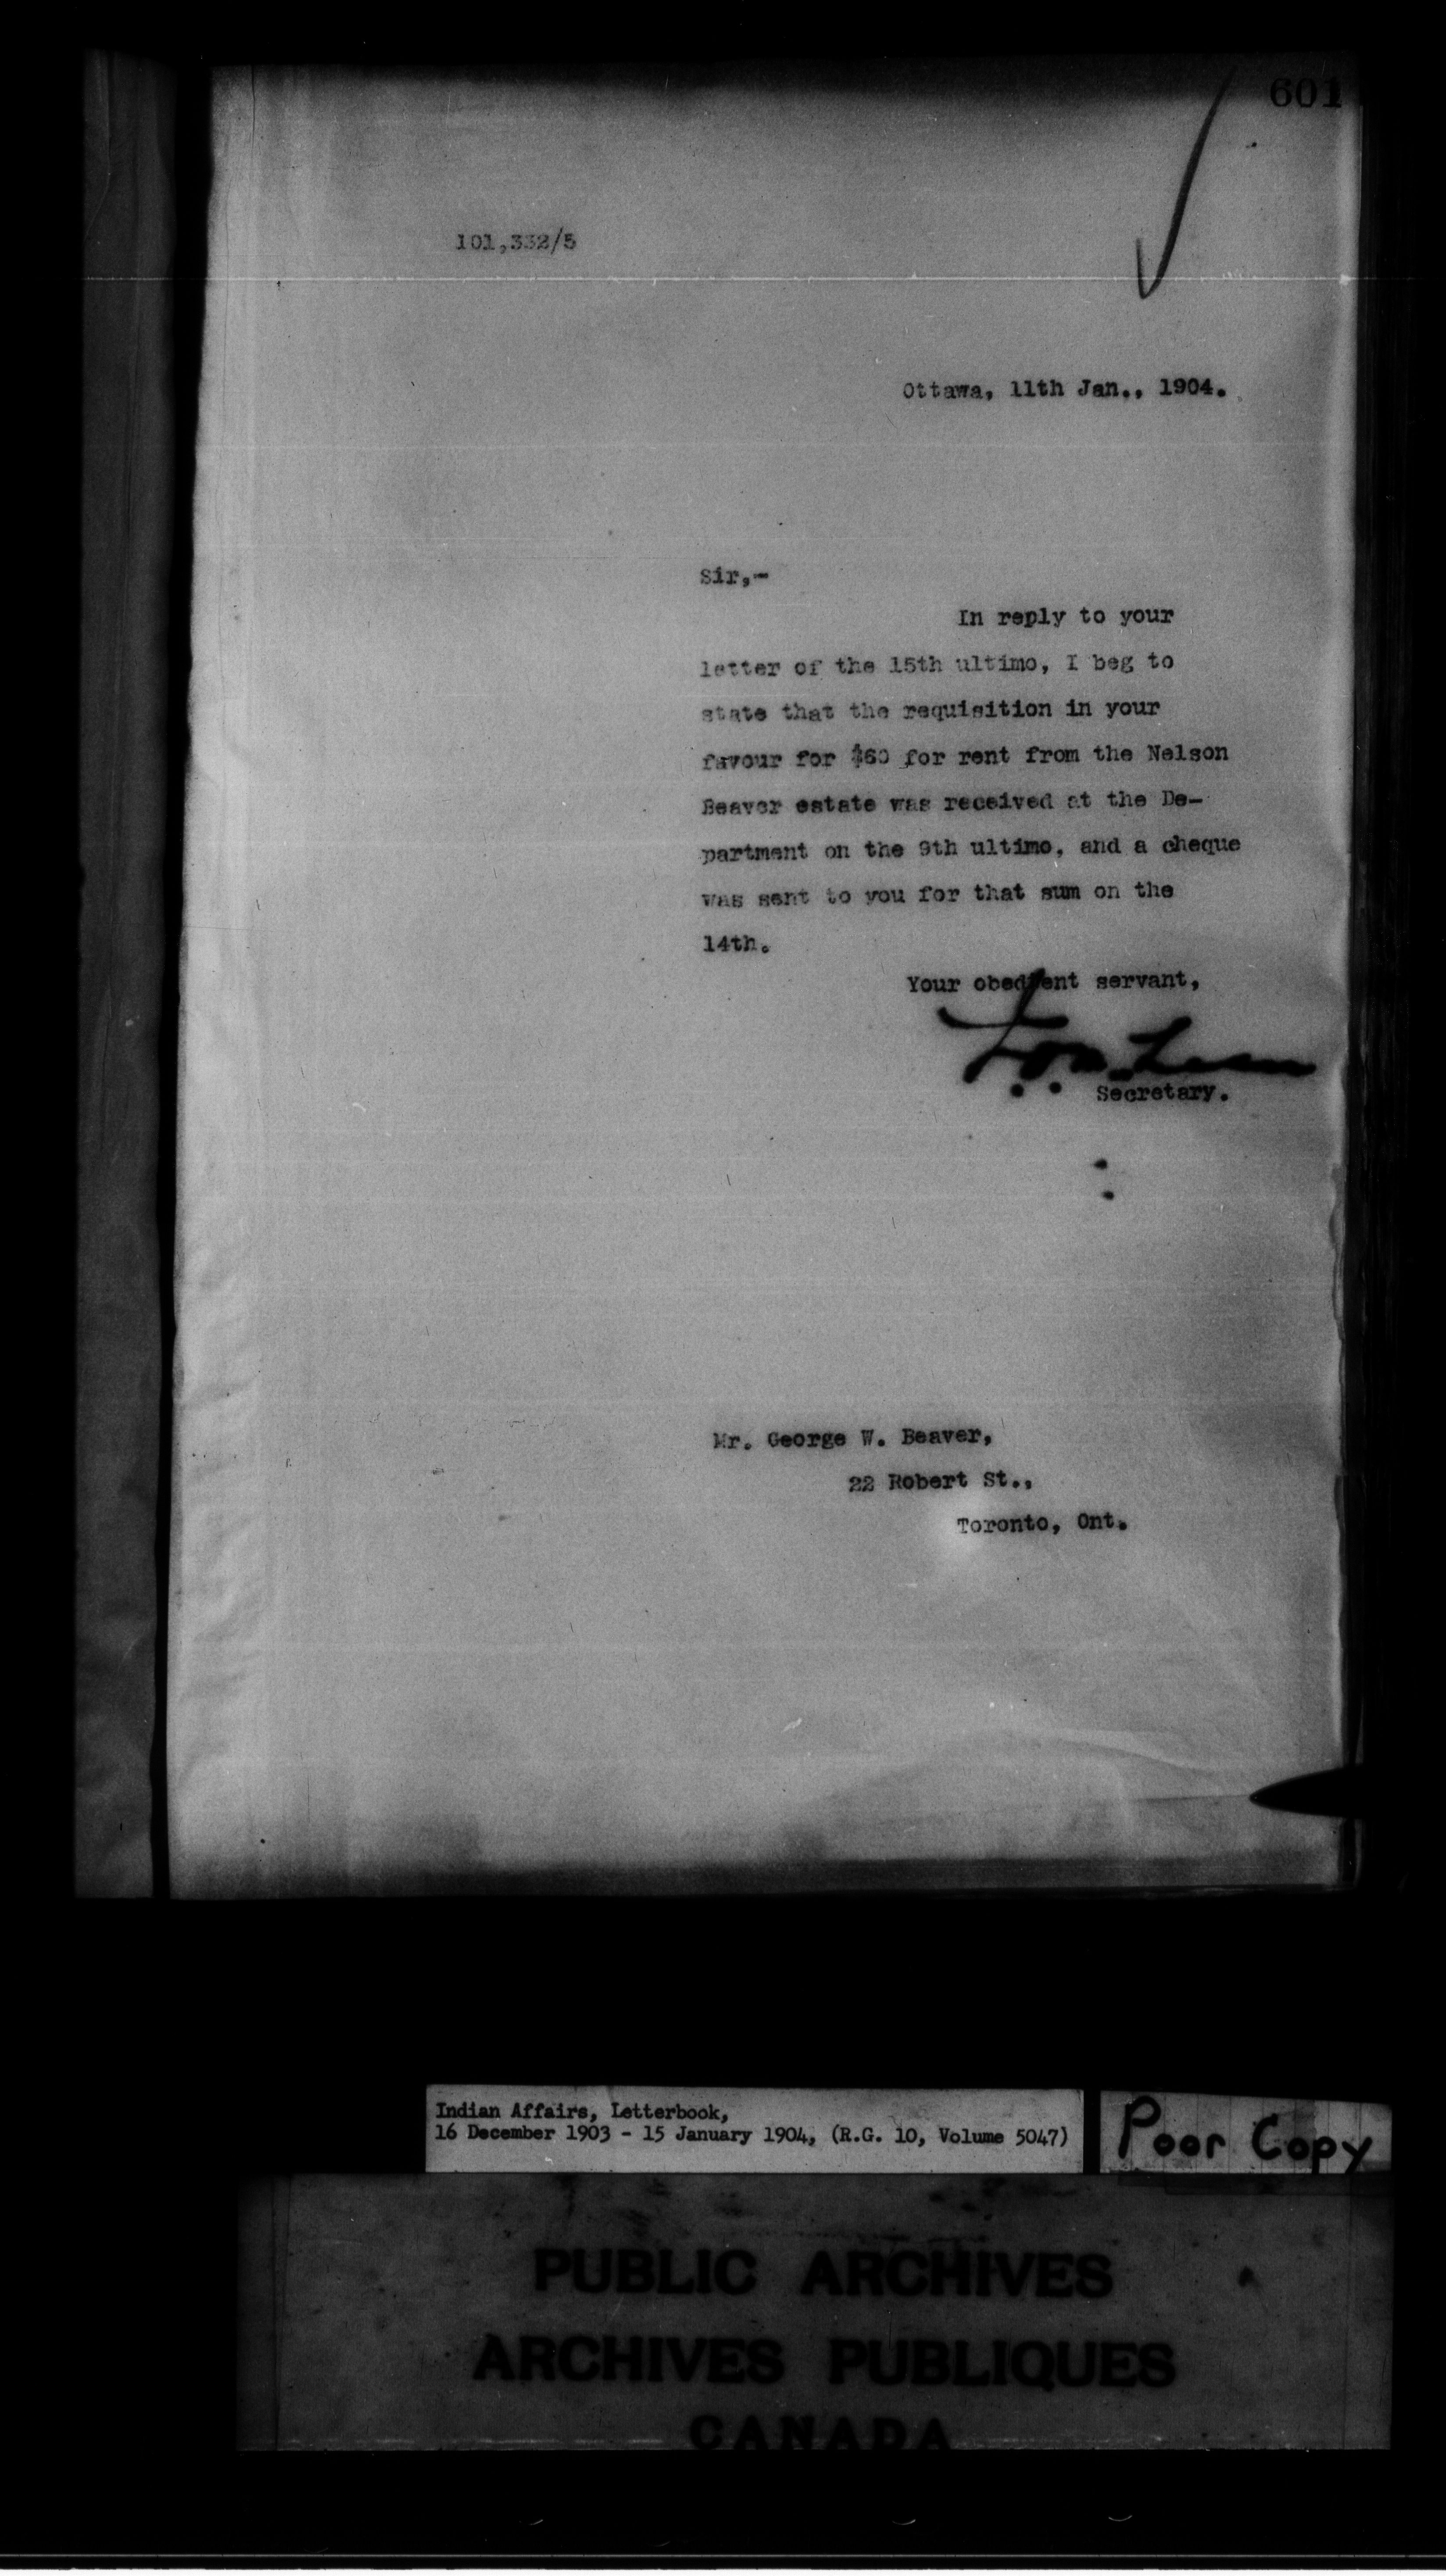 601
101,332/5
Ottawa, 11th Jan., 1904.
Sir,-
In reply to your
letter of the 15th ultimo, I beg to
state that the requisition in your
favour for $60 for rent from the Nelson
Beaver estate was received at the De-
partment on the 9th ultimo, and a cheque
was sent to you for that sum on the
14th.
Your obedient servant,
Secretary.
Mr. George W. Beaver,
22 Robert St.,
Toronto, Ont.
Indian Affairs, Letterbook,
16 December 1903 - 15 January 1904, (R.G. 10, Volume 5047)
Poor Copy
PUBLIC ARCHIVES
ARCHIVES PUBLIQUES
CANADA